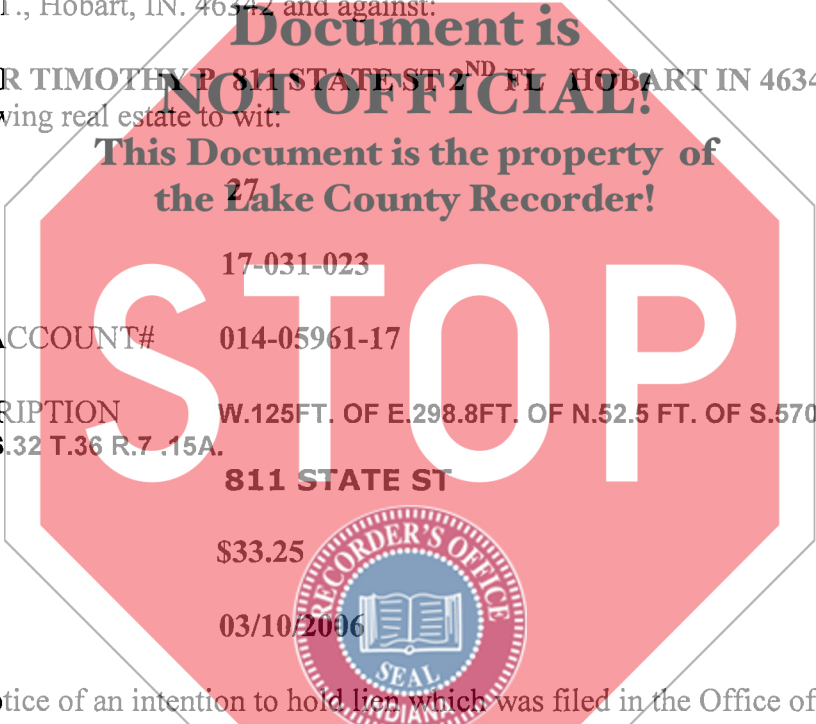 T., Hobart, IN. 46342 and against:
Document is
R TIMOTHY P 811 STATE ST 2ND FL HOBART IN 4634
NOT OFFICIAL!
wing real estate to wit:
This Document is the property of
27
the Lake County Recorder!
17-031-023
ACCOUNT# 014-05961-17
STOP
RIPTION W.125FT. OF E.298.8FT. OF N.52.5 FT. OF S.570
S.32 T.36 R.7 .15A.
811 STATE ST
$33.25
RECORDER'S OFFICE
03/10/2006
SEAL
INDIANA
tice of an intention to hold lien which was filed in the Office of